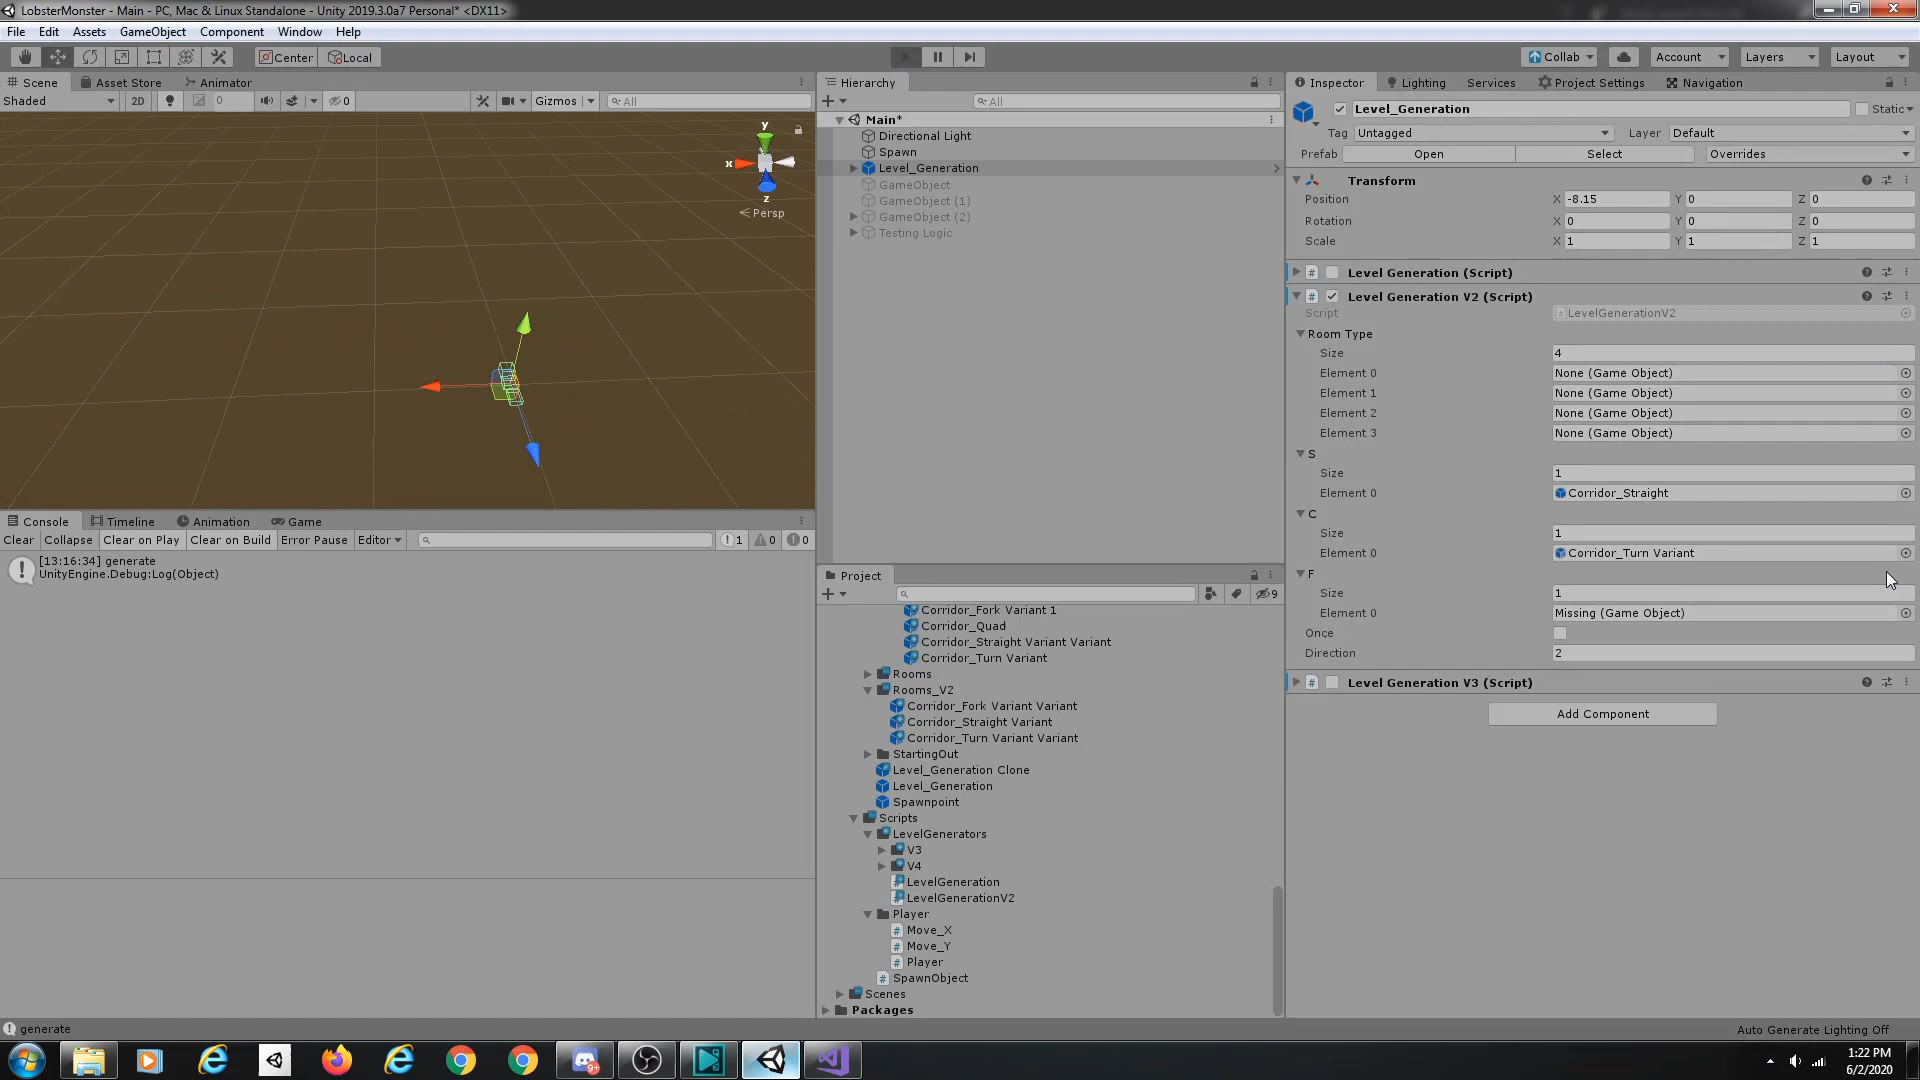 LobsterMonster - Main - PC, Mac & Linux Standalone - Unity 2019.3.0a7 Personal* <DX11>
File Edit Assets GameObject Component Window Help
Center Local Collab Account Layers Layout
Scene Asset Store Animator
Shaded 2D 0 0 Gizmos All
y
x
z
Persp
Console Timeline Animation Game
Clear Collapse Clear on Play Clear on Build Error Pause Editor 1 0 0
[13:16:34] generate
UnityEngine.Debug:Log(Object)
Hierarchy
All
Main*
Directional Light
Spawn
Level_Generation
GameObject
GameObject (1)
GameObject (2)
Testing Logic
Project
9
Corridor_Fork Variant 1
Corridor_Quad
Corridor_Straight Variant Variant
Corridor_Turn Variant
Rooms
Rooms_V2
Corridor_Fork Variant Variant
Corridor_Straight Variant
Corridor_Turn Variant Variant
StartingOut
Level_Generation Clone
Level_Generation
Spawnpoint
Scripts
LevelGenerators
V3
V4
LevelGeneration
LevelGenerationV2
Player
Move_X
Move_Y
Player
SpawnObject
Scenes
Packages
Inspector Lighting Services Project Settings Navigation
Level_Generation Static
Tag Untagged Layer Default
Prefab Open Select Overrides
Transform
Position X -8.15 Y 0 Z 0
Rotation X 0 Y 0 Z 0
Scale X 1 Y 1 Z 1
Level Generation (Script)
Level Generation V2 (Script)
Script LevelGenerationV2
Room Type
Size 4
Element 0 None (Game Object)
Element 1 None (Game Object)
Element 2 None (Game Object)
Element 3 None (Game Object)
S
Size 1
Element 0 Corridor_Straight
C
Size 1
Element 0 Corridor_Turn Variant
F
Size 1
Element 0 Missing (Game Object)
Once
Direction 2
Level Generation V3 (Script)
Add Component
generate
Auto Generate Lighting Off
1:22 PM
6/2/2020